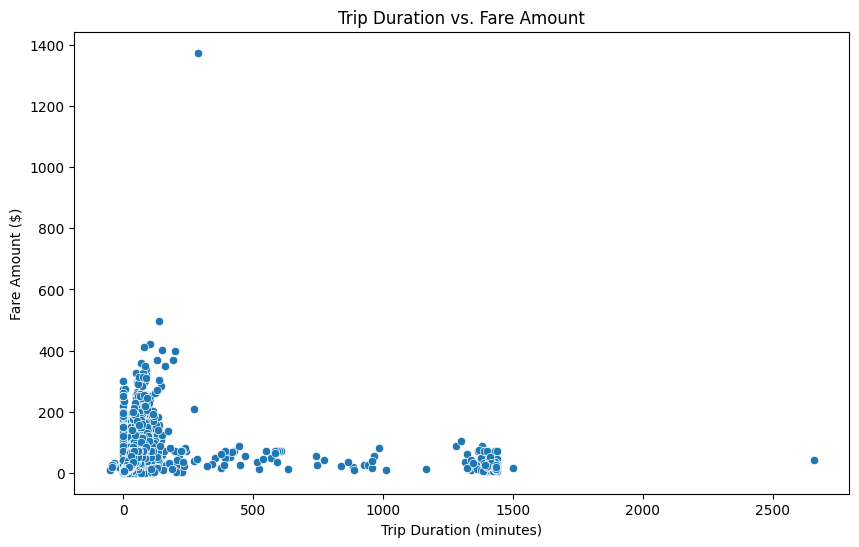 Trip Duration vs. Fare Amount
Fare Amount ($)
1400
1200
1000
800
600
400
200
0
0 500 1000 1500 2000 2500
Trip Duration (minutes)